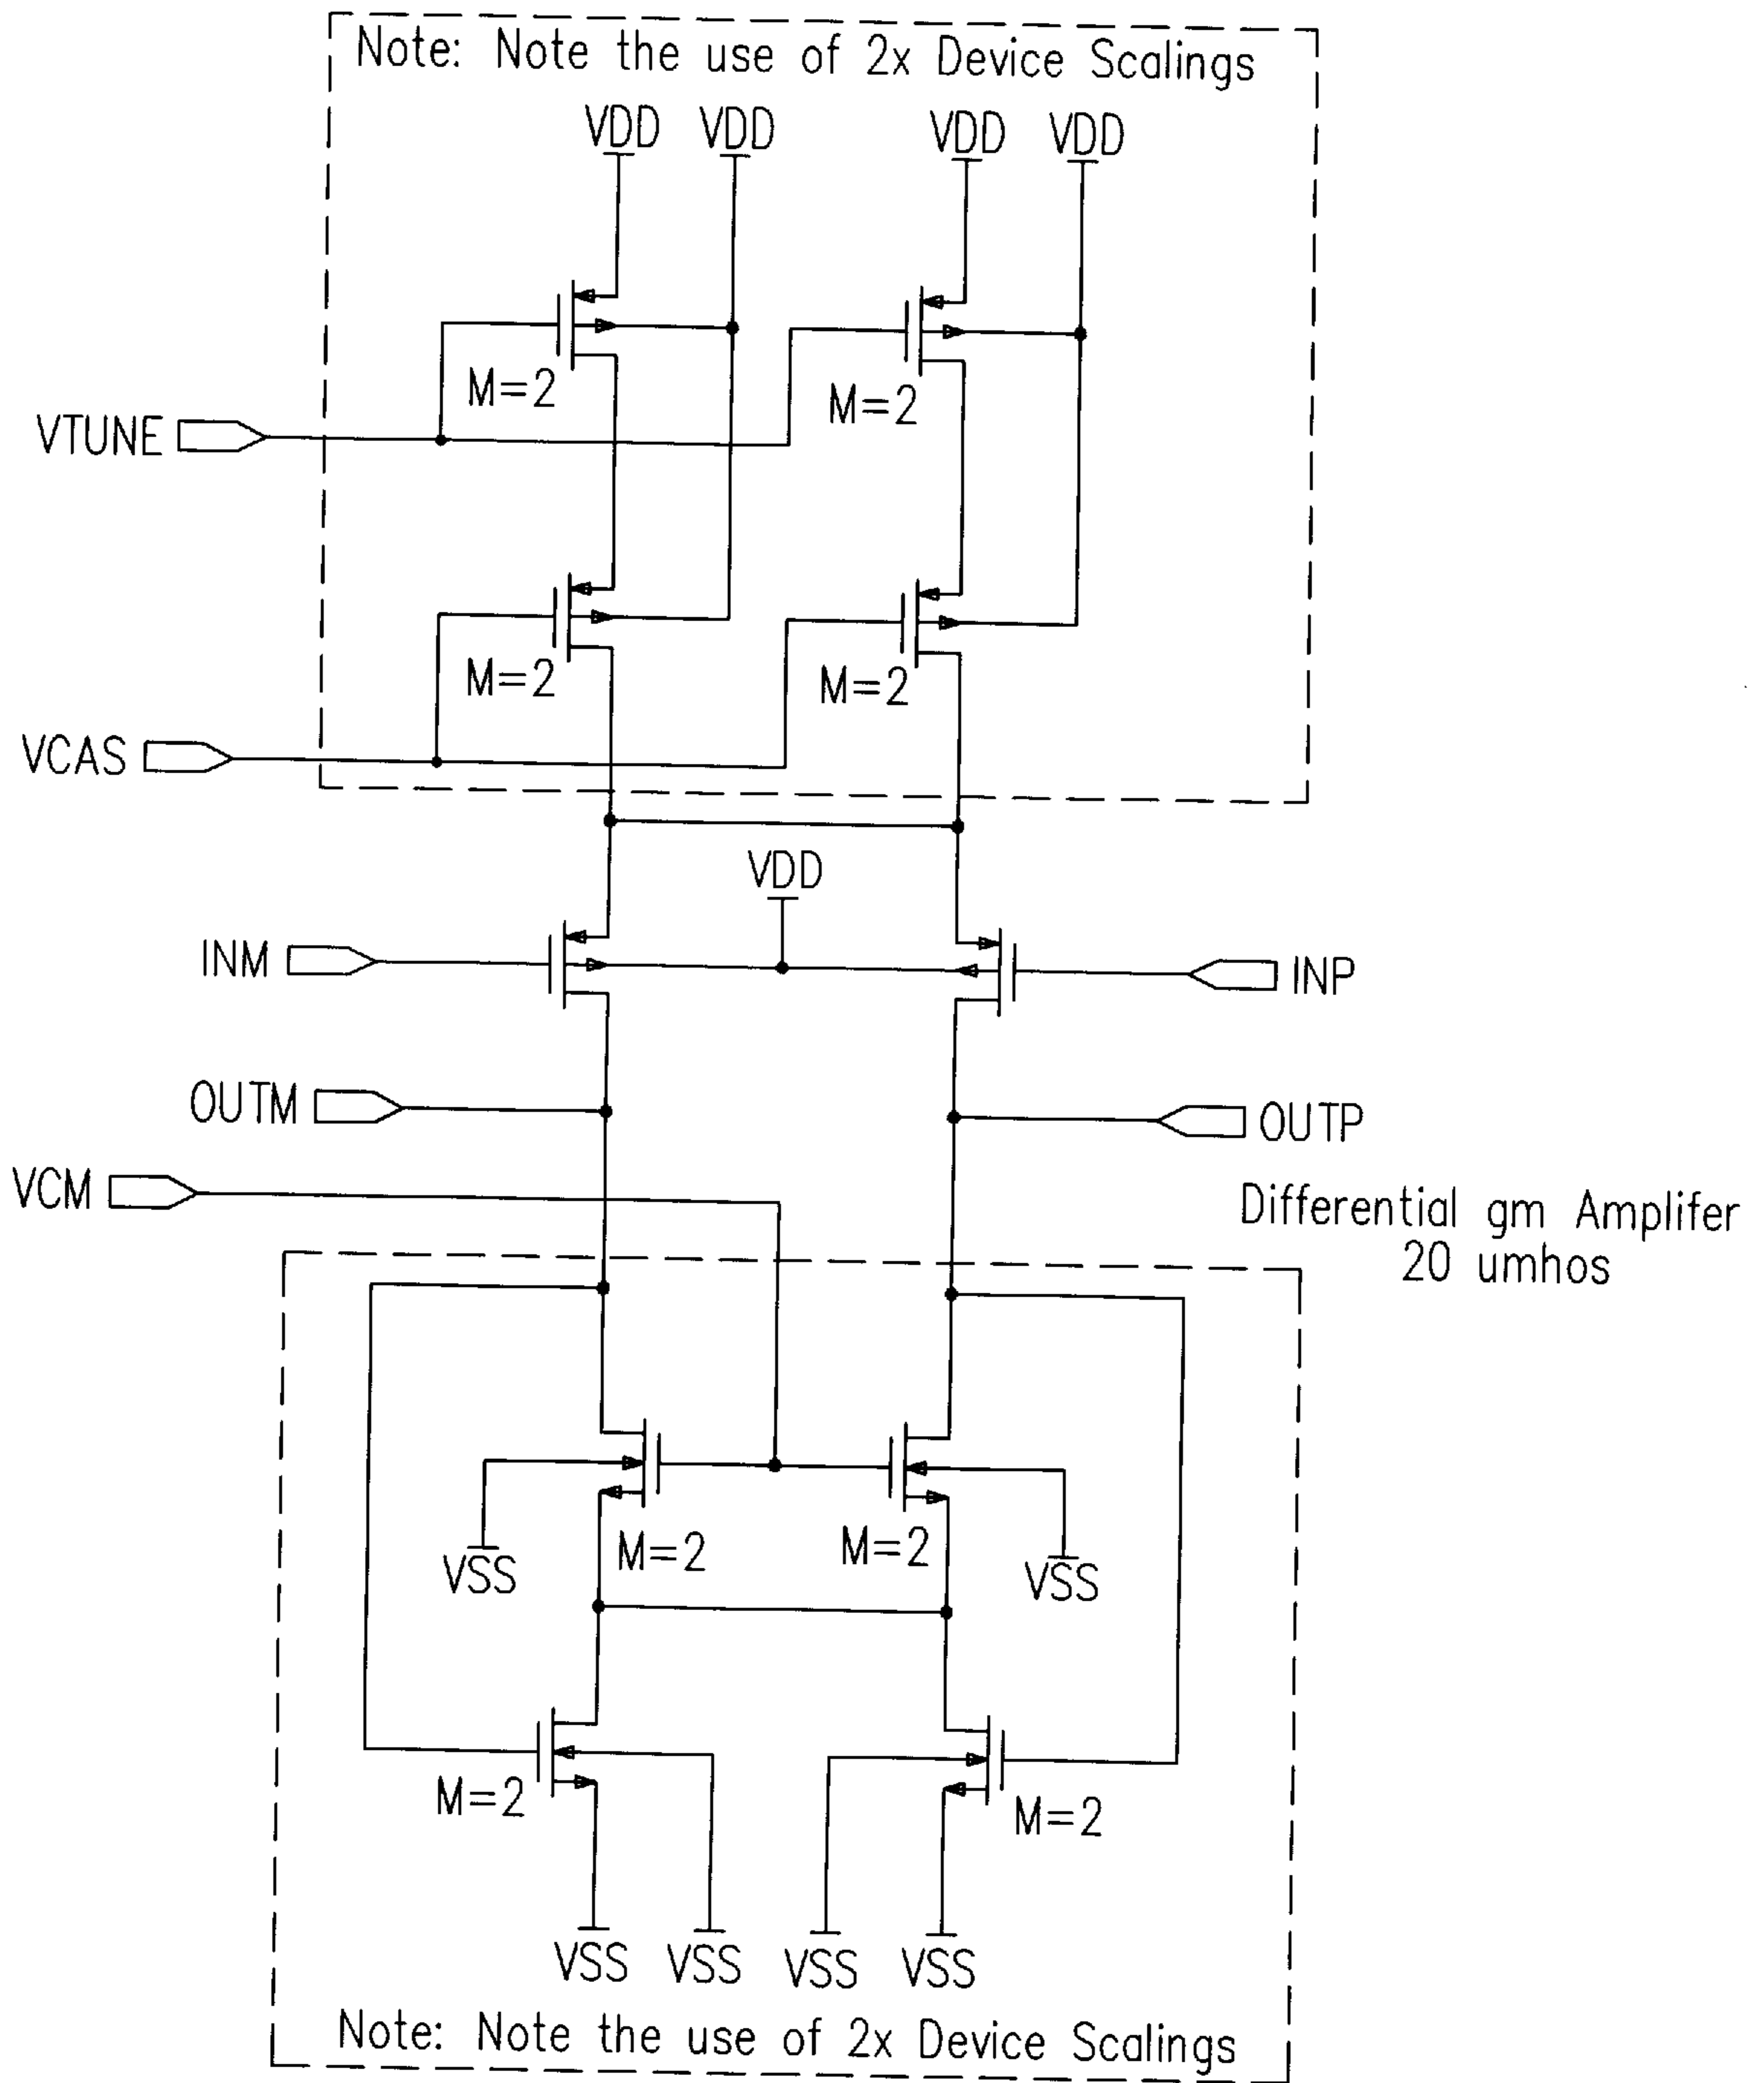 Note: Note the use of 2x Device Scalings
VDD VDD VDD VDD
M=2 M=2
VTUNE
M=2 M=2
VCAS
VDD
INM INP
OUTM OUTP
VCM
Differential gm Amplifer
20 umhos
M=2 M=2
VSS VSS
M=2 M=2
VSS VSS VSS VSS
Note: Note the use of 2x Device Scalings